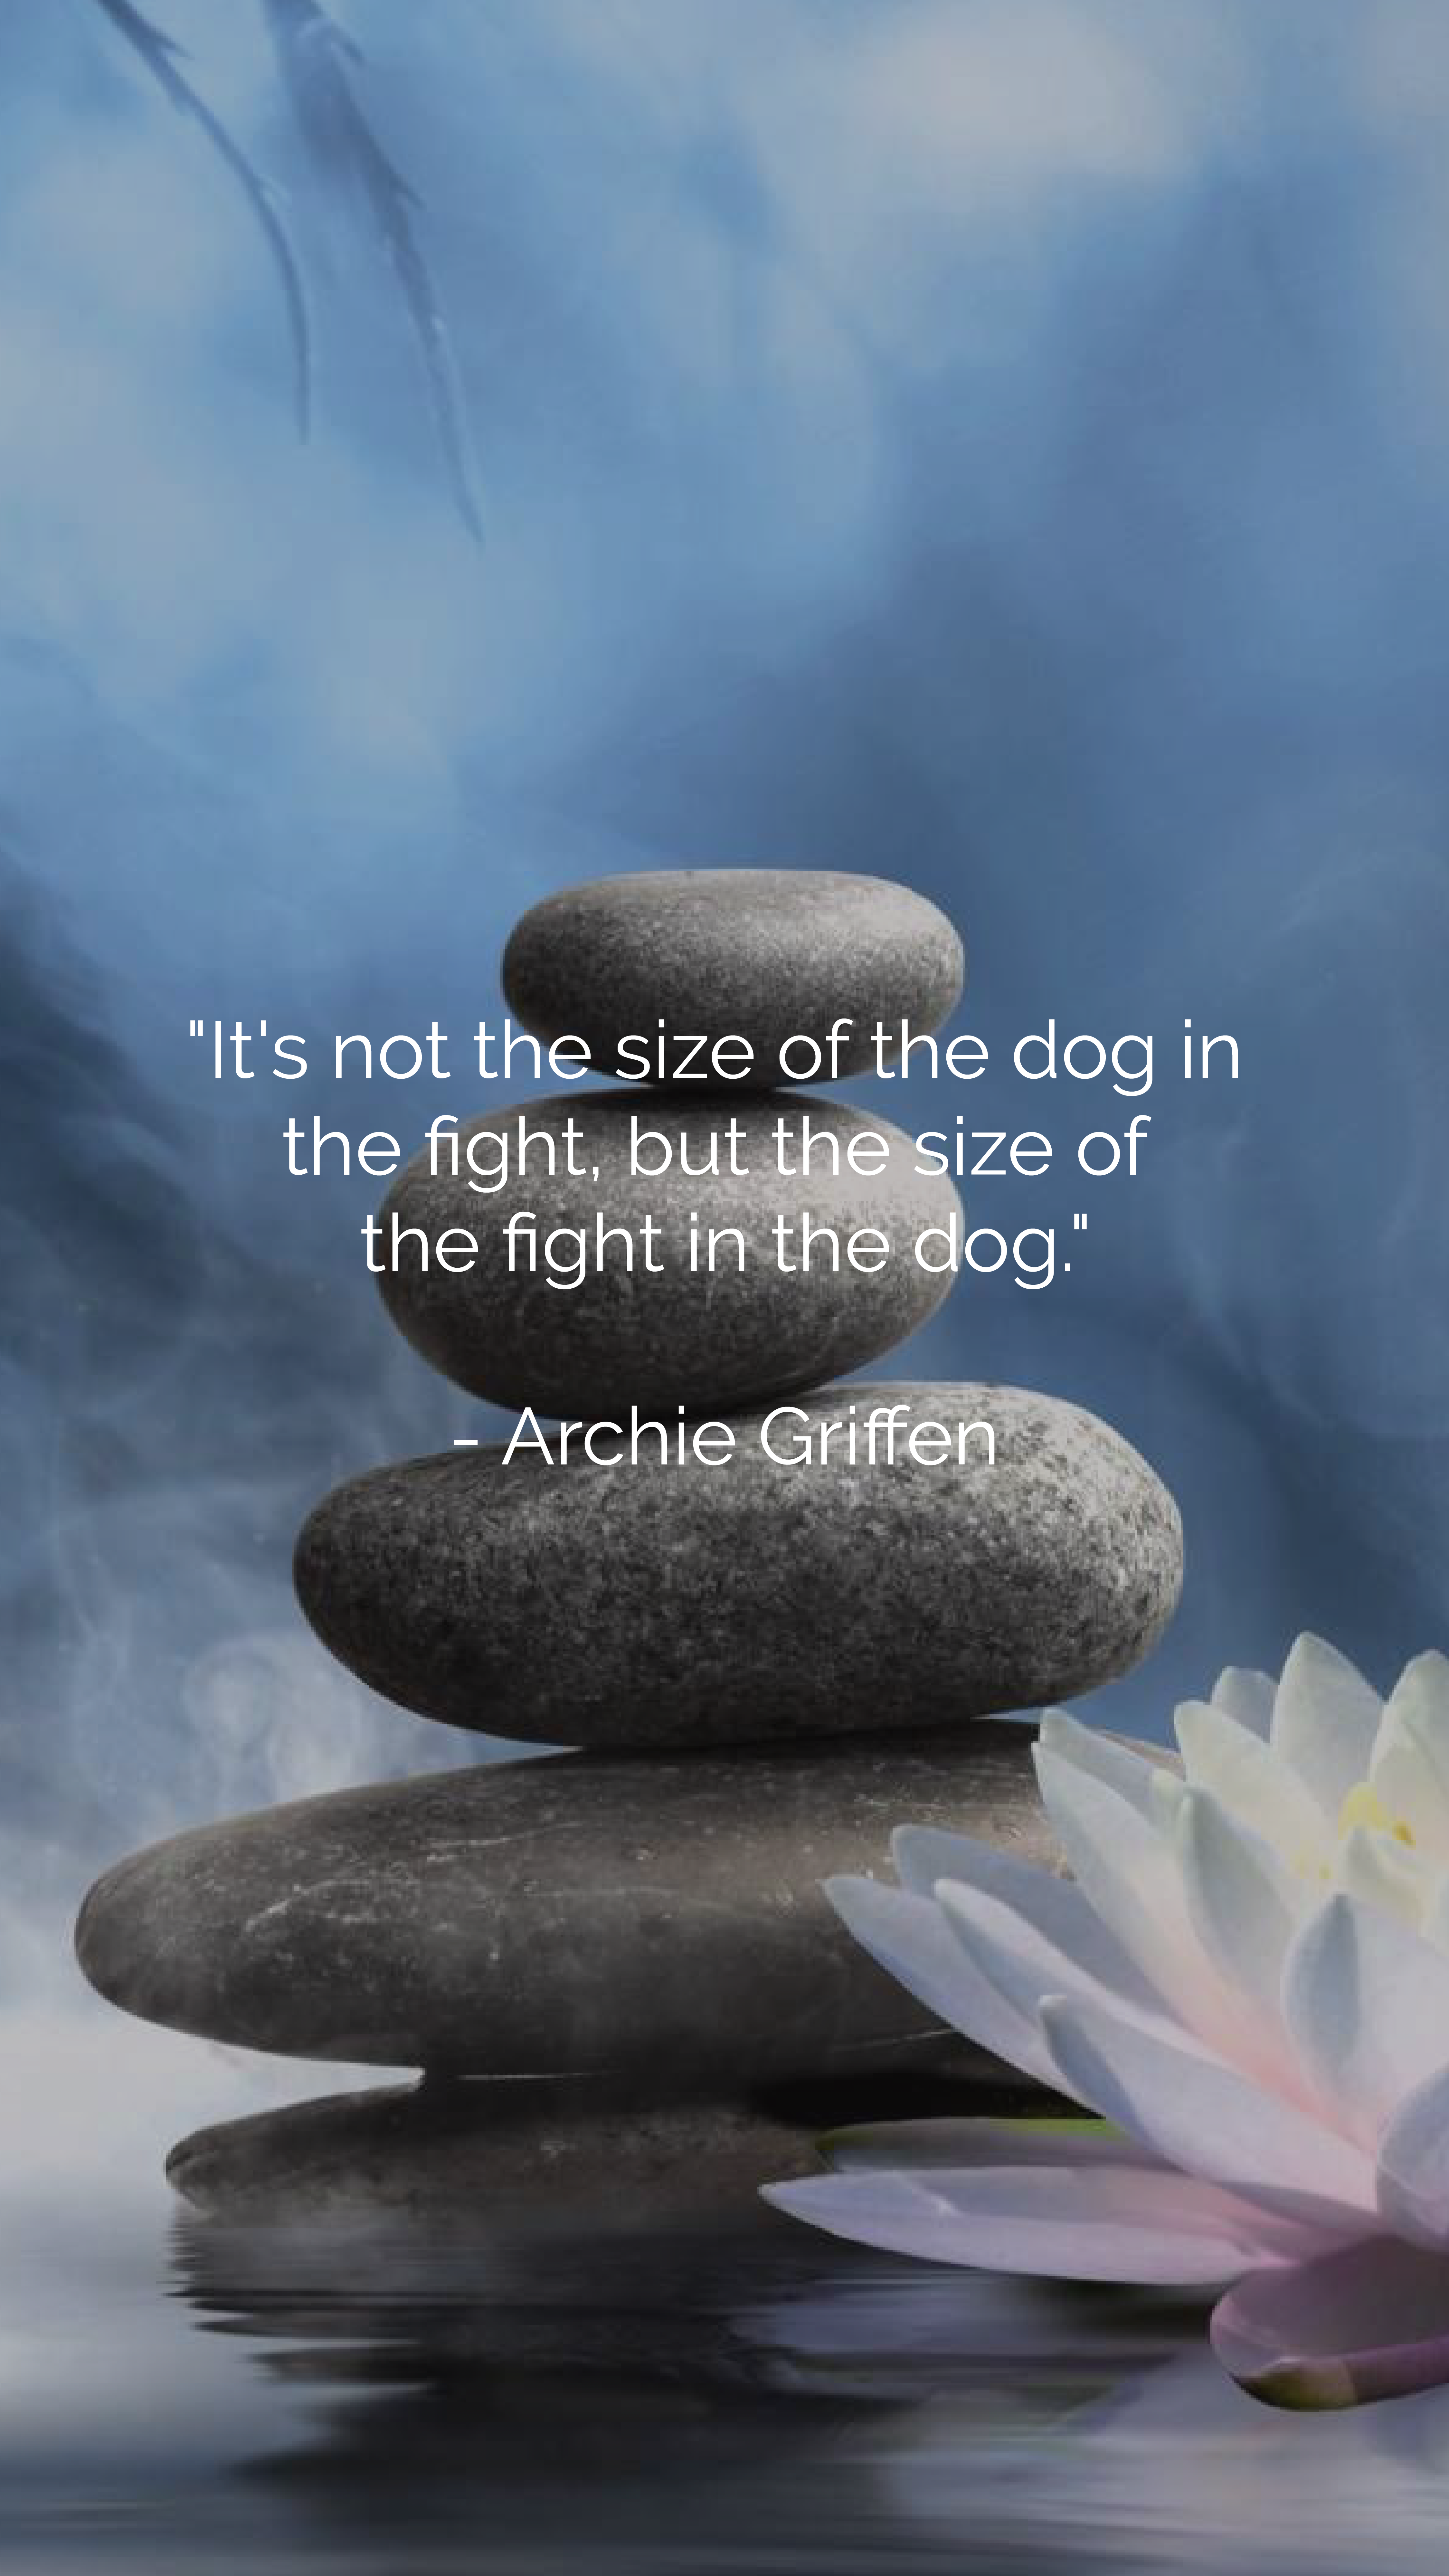 "It's not the size of the dog in
the fight, but the size of
the fight in the dog."
- Archie Griffen